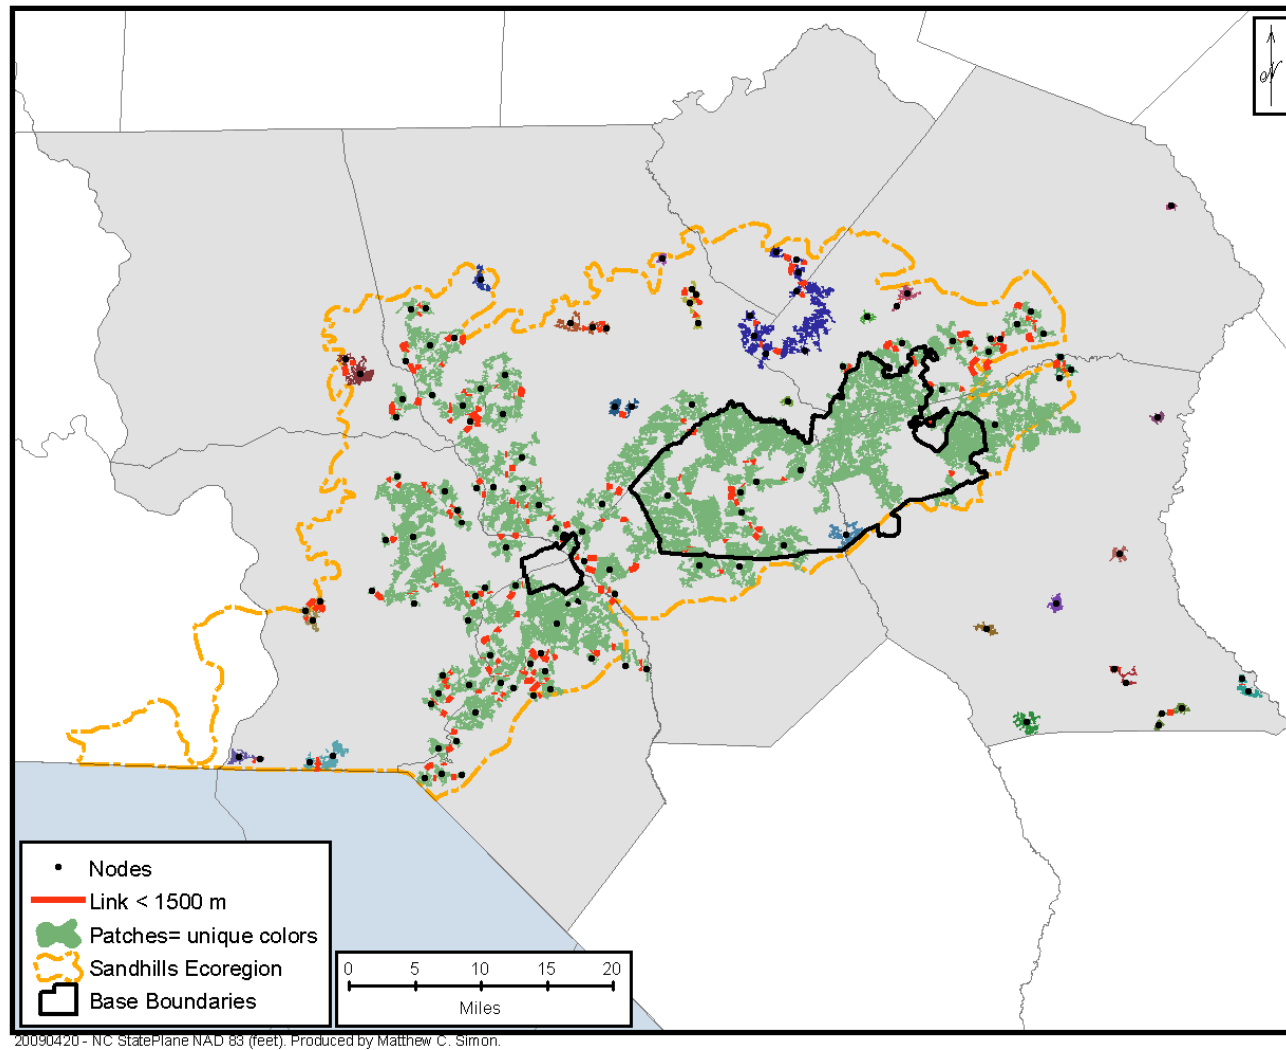 N
Nodes
Link < 1500 m
Patches= unique colors
Sandhills Ecoregion
Base Boundaries
0 5 10 15 20
Miles
20090420 - NC StatePlane NAD 83 (feet). Produced by Matthew C. Simon.